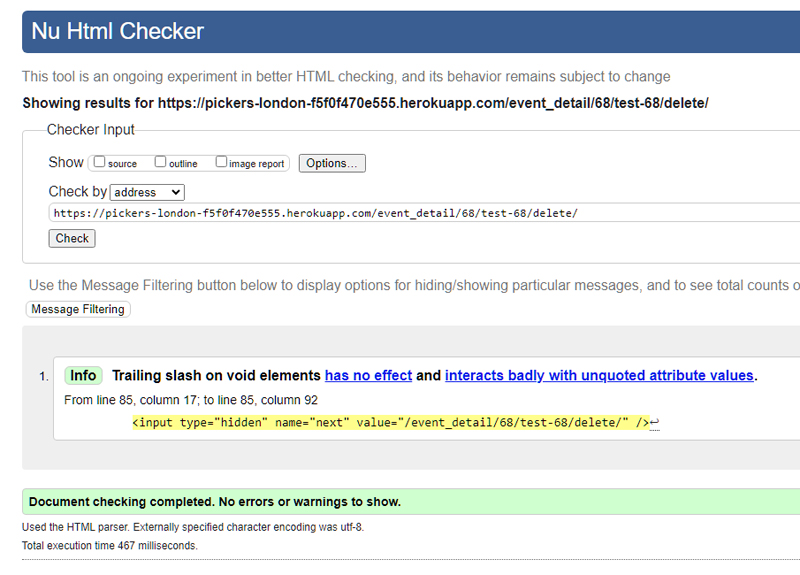 Nu Html Checker
This tool is an ongoing experiment in better HTML checking, and its behavior remains subject to change
Showing results for https://pickers-london-f5f0f470e555.herokuapp.com/event_detail/68/test-68/delete/
Checker Input
Show source outline image report Options...
Check by address
https://pickers-london-f5f0f470e555.herokuapp.com/event_detail/68/test-68/delete/
Check
Use the Message Filtering button below to display options for hiding/showing particular messages, and to see total counts o
Message Filtering
1. Info Trailing slash on void elements has no effect and interacts badly with unquoted attribute values.
From line 85, column 17; to line 85, column 92
<input type="hidden" name="next" value="/event_detail/68/test-68/delete/" />↩
Document checking completed. No errors or warnings to show.
Used the HTML parser. Externally specified character encoding was utf-8.
Total execution time 467 milliseconds.